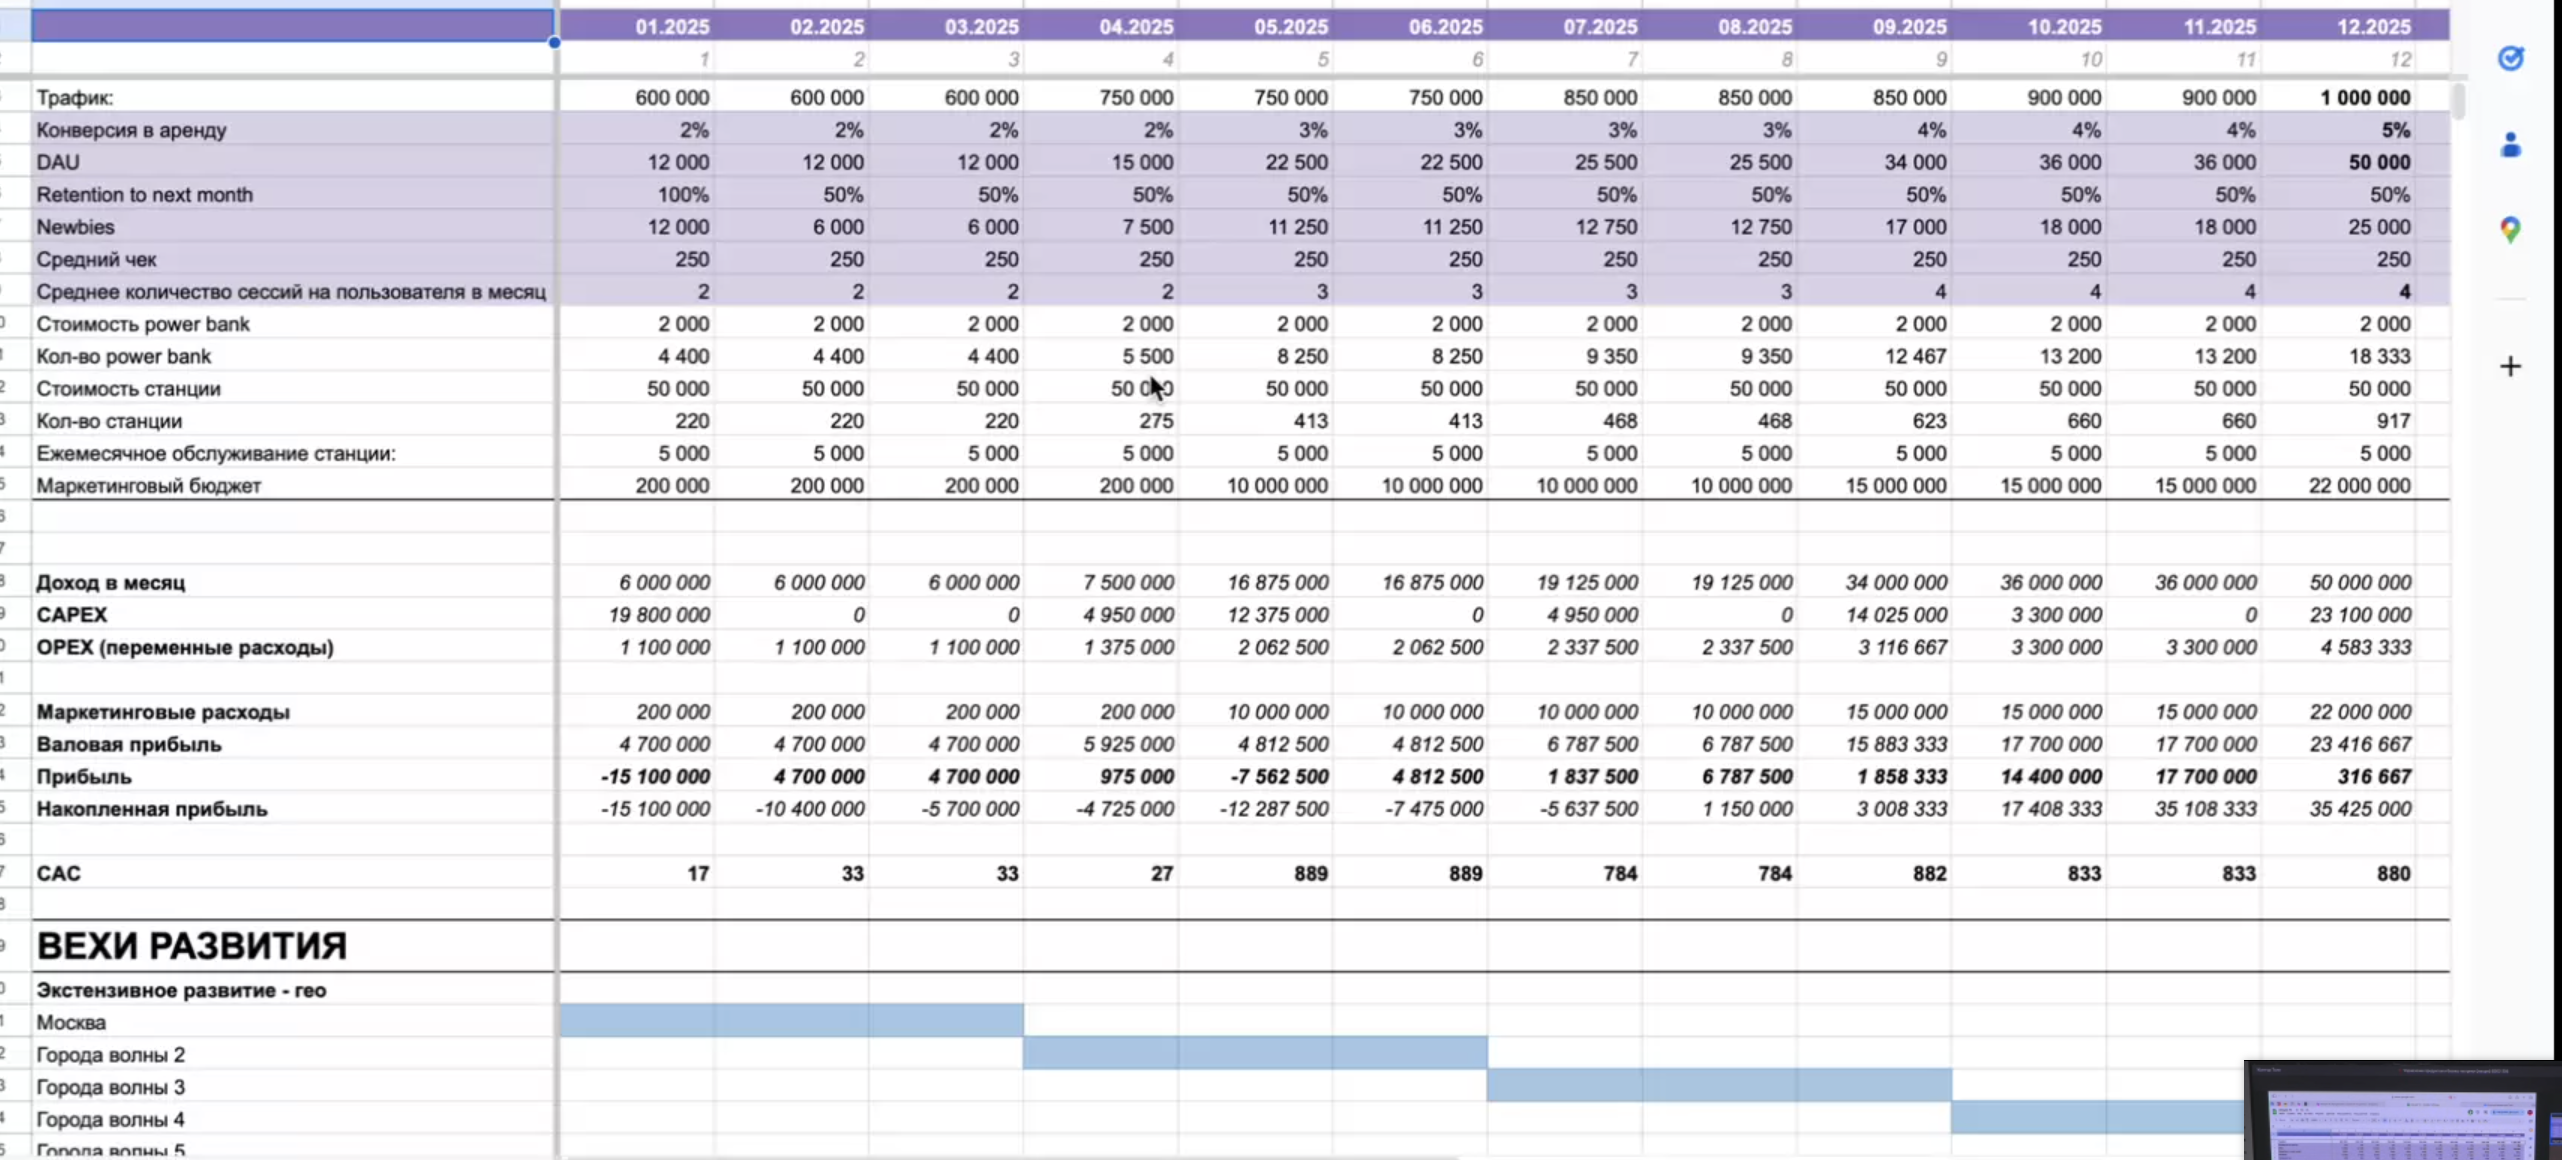 01.2025 02.2025 03.2025 04.2025 05.2025 06.2025 07.2025 08.2025 09.2025 10.2025 11.2025 12.2025
1 2 3 4 5 6 7 8 9 10 11 12
Трафик: 600 000 600 000 600 000 750 000 750 000 750 000 850 000 850 000 850 000 900 000 900 000 1 000 000
Конверсия в аренду 2% 2% 2% 2% 3% 3% 3% 3% 4% 4% 4% 5%
DAU 12 000 12 000 12 000 15 000 22 500 22 500 25 500 25 500 34 000 36 000 36 000 50 000
Retention to next month 100% 50% 50% 50% 50% 50% 50% 50% 50% 50% 50% 50%
Newbies 12 000 6 000 6 000 7 500 11 250 11 250 12 750 12 750 17 000 18 000 18 000 25 000
Средний чек 250 250 250 250 250 250 250 250 250 250 250 250
Среднее количество сессий на пользователя в месяц 2 2 2 2 3 3 3 3 4 4 4 4
Стоимость power bank 2 000 2 000 2 000 2 000 2 000 2 000 2 000 2 000 2 000 2 000 2 000 2 000
Кол-во power bank 4 400 4 400 4 400 5 500 8 250 8 250 9 350 9 350 12 467 13 200 13 200 18 333
Стоимость станции 50 000 50 000 50 000 50 000 50 000 50 000 50 000 50 000 50 000 50 000 50 000 50 000
Кол-во станции 220 220 220 275 413 413 468 468 623 660 660 917
Ежемесячное обслуживание станции: 5 000 5 000 5 000 5 000 5 000 5 000 5 000 5 000 5 000 5 000 5 000 5 000
Маркетинговый бюджет 200 000 200 000 200 000 200 000 10 000 000 10 000 000 10 000 000 10 000 000 15 000 000 15 000 000 15 000 000 22 000 000
Доход в месяц 6 000 000 6 000 000 6 000 000 7 500 000 16 875 000 16 875 000 19 125 000 19 125 000 34 000 000 36 000 000 36 000 000 50 000 000
CAPEX 19 800 000 0 0 4 950 000 12 375 000 0 4 950 000 0 14 025 000 3 300 000 0 23 100 000
OPEX (переменные расходы) 1 100 000 1 100 000 1 100 000 1 375 000 2 062 500 2 062 500 2 337 500 2 337 500 3 116 667 3 300 000 3 300 000 4 583 333
Маркетинговые расходы 200 000 200 000 200 000 200 000 10 000 000 10 000 000 10 000 000 10 000 000 15 000 000 15 000 000 15 000 000 22 000 000
Валовая прибыль 4 700 000 4 700 000 4 700 000 5 925 000 4 812 500 4 812 500 6 787 500 6 787 500 15 883 333 17 700 000 17 700 000 23 416 667
Прибыль -15 100 000 4 700 000 4 700 000 975 000 -7 562 500 4 812 500 1 837 500 6 787 500 1 858 333 14 400 000 17 700 000 316 667
Накопленная прибыль -15 100 000 -10 400 000 -5 700 000 -4 725 000 -12 287 500 -7 475 000 -5 637 500 1 150 000 3 008 333 17 408 333 35 108 333 35 425 000
CAC 17 33 33 27 889 889 784 784 882 833 833 880
ВЕХИ РАЗВИТИЯ
Экстензивное развитие - гео
Москва
Города волны 2
Города волны 3
Города волны 4
Города волны 5